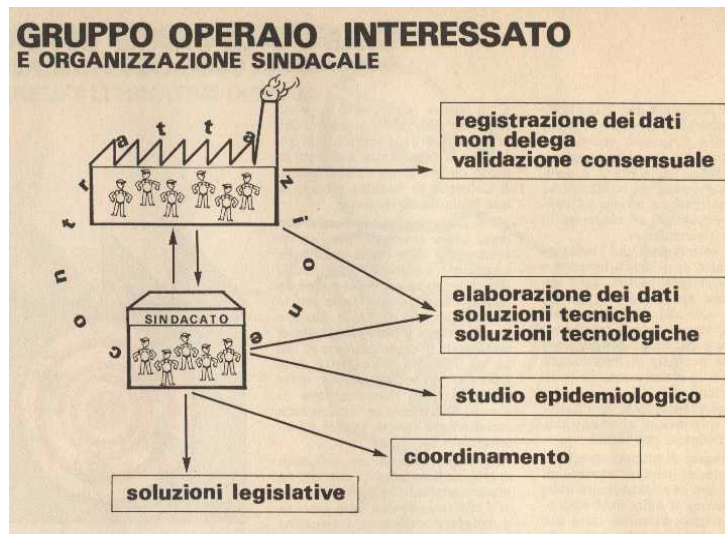 GRUPPO OPERAIO INTERESSATO
E ORGANIZZAZIONE SINDACALE
contrattazione
registrazione dei dati
non delega
validazione consensuale
elaborazione dei dati
soluzioni tecniche
soluzioni tecnologiche
SINDACATO
studio epidemiologico
coordinamento
soluzioni legislative